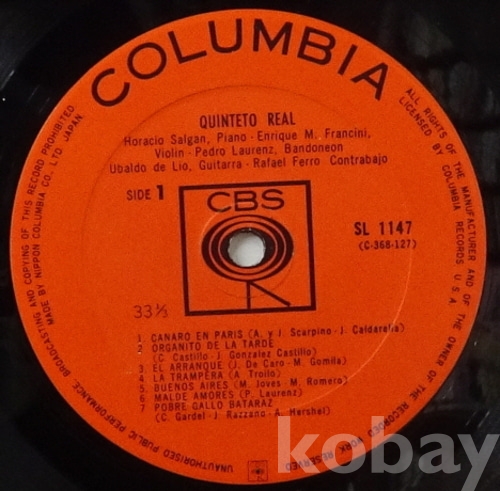 COLUMBIA
QUINTETO REAL
Horacio Salgan, Piano - Enrique M. Francini,
Violin - Pedro Laurenz, Bandoneon
Ubaldo de Lio, Guitarra - Rafael Ferro Contrabajo
SIDE 1
CBS
SL 1147
(C-368-127)
33⅓
1 CANARO EN PARIS (A. y J. Scarpino - J. Caldarella)
2 ORGANITO DE LA TARDE
(C. Castillo - J. Gonzalez Castillo)
3 EL ARRANQUE (J. De Caro - M. Gomila)
4 LA TRAMPERA (A. Troilo)
5 BUENOS AIRES (M. Joves - M. Romero)
6 MALDE AMORES (P. Laurenz)
7 POBRE GALLO BATARAZ
(C. Gardel - J. Razzano - A. Hershel)
UNAUTHORISED PUBLIC PERFORMANCE BROADCASTING AND COPYING OF THIS RECORD PROHIBITED
MADE BY NIPPON COLUMBIA CO., LTD. JAPAN
ALL RIGHTS OF THE MANUFACTURER AND OF THE OWNER OF THE RECORDED WORK RESERVED
LICENSED BY COLUMBIA RECORDS U.S.A.
kobay